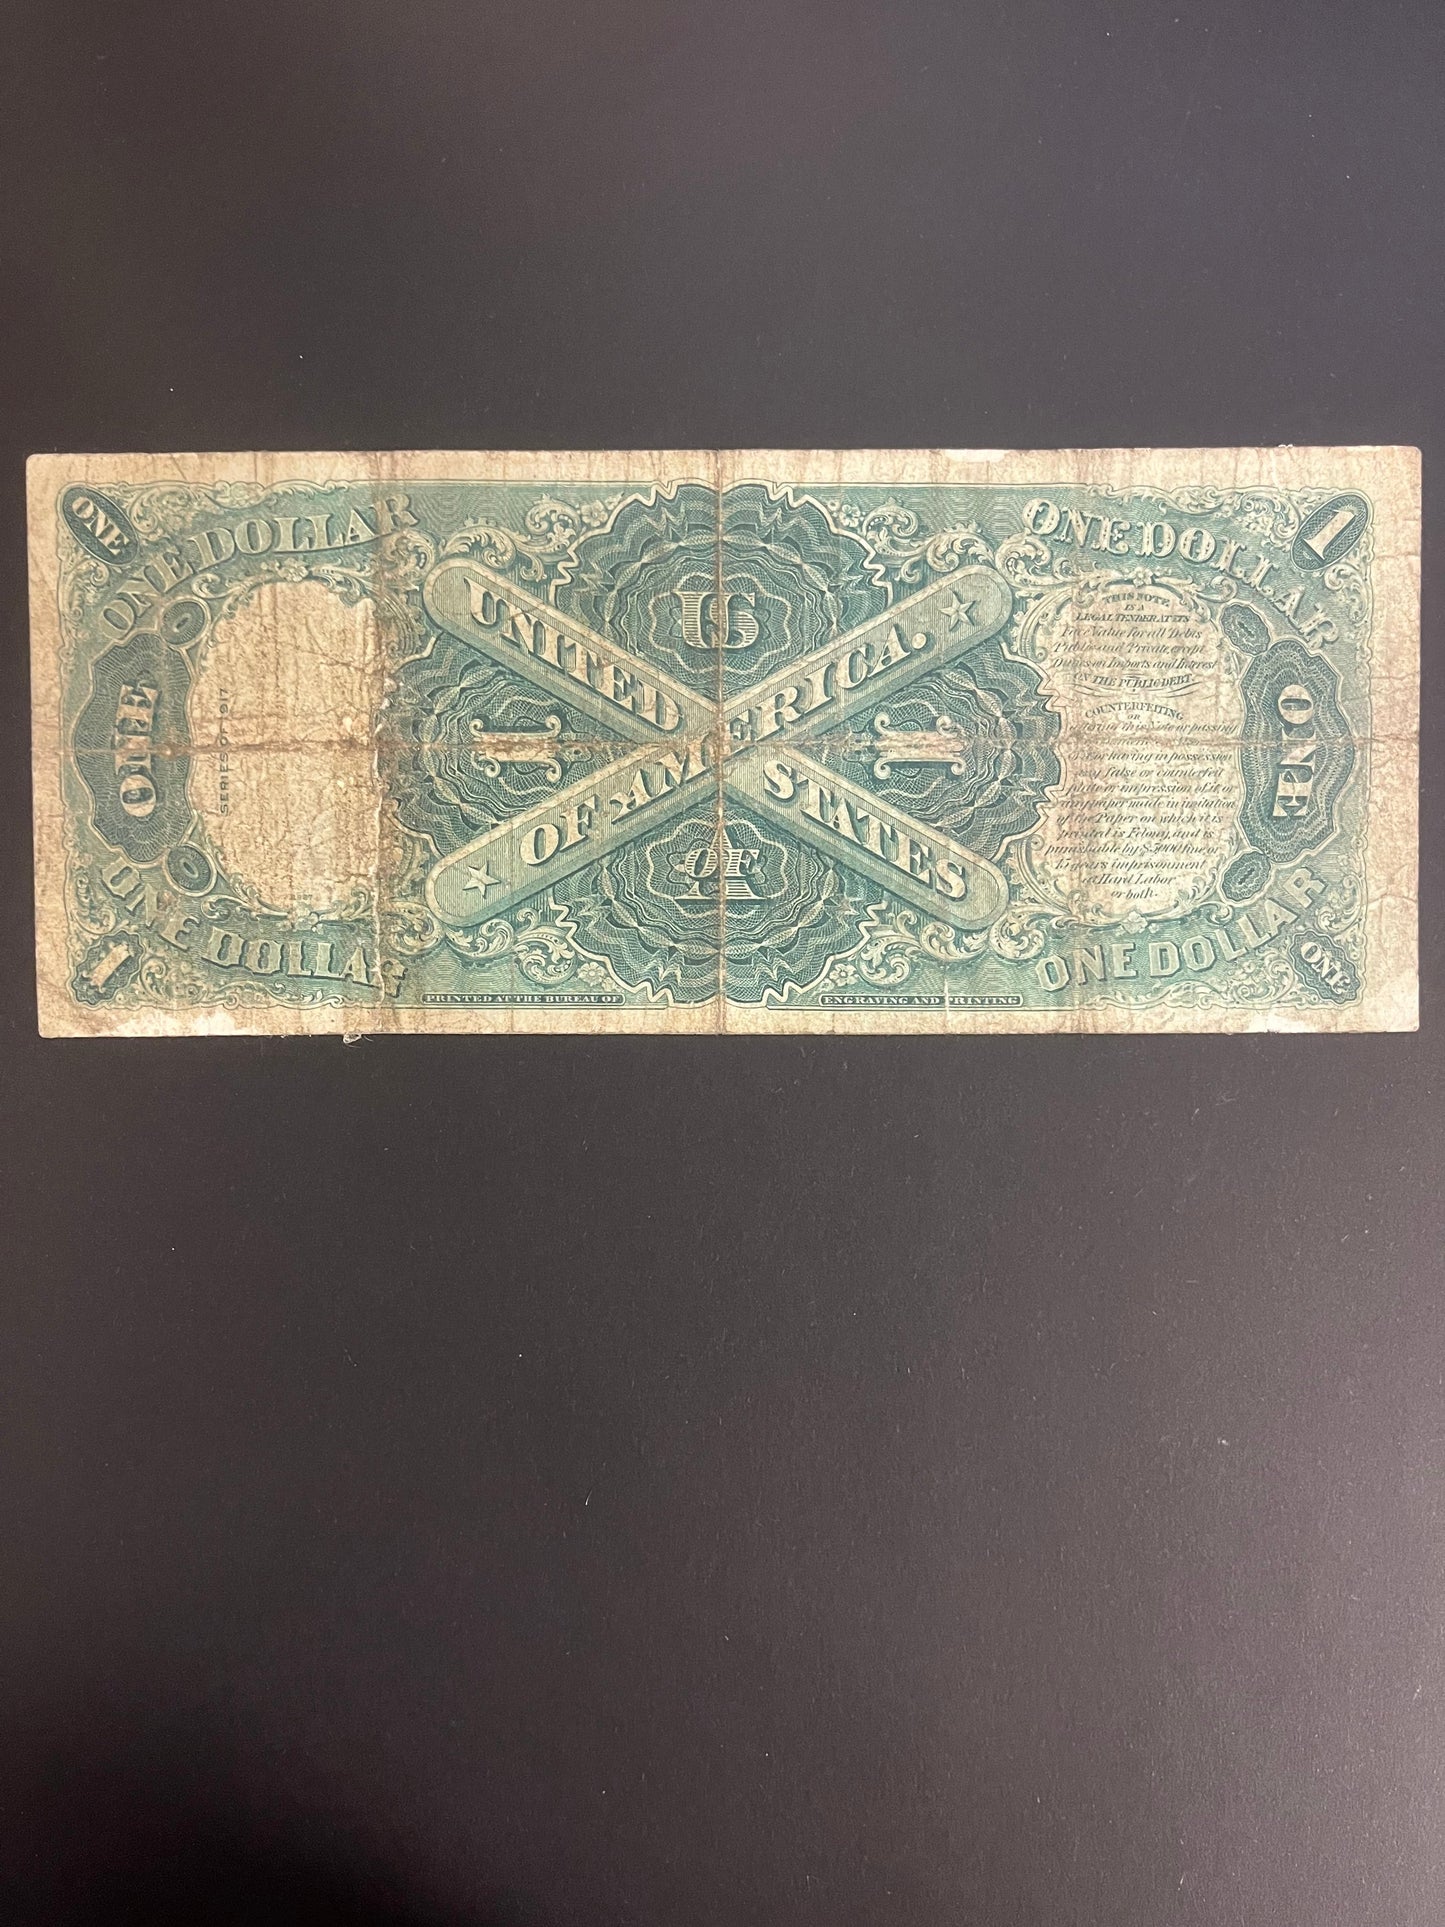 ONE
ONE DOLLAR
ONE DOLLAR
1
US
UNITED
STATES
OF AMERICA.
1
1
OF
A
ONE
SERIES OF 1917
THIS NOTE
IS A
LEGAL TENDER AT ITS
Face Value for all Debts
Public and Private, except
Duties on Imports and Interest
ON THE PUBLIC DEBT.
COUNTERFEITING
OR
this Note or passing
or having in possession
any false or counterfeit
plate or impression of it, or
any paper made in imitation
of the Paper on which it is
printed is Felony, and is
punishable by $5000 fine or
15 years imprisonment
at Hard Labor
or both.
ONE
ONE DOLLAR
1
PRINTED AT THE BUREAU OF
ENGRAVING AND PRINTING
ONE DOLLAR
ONE